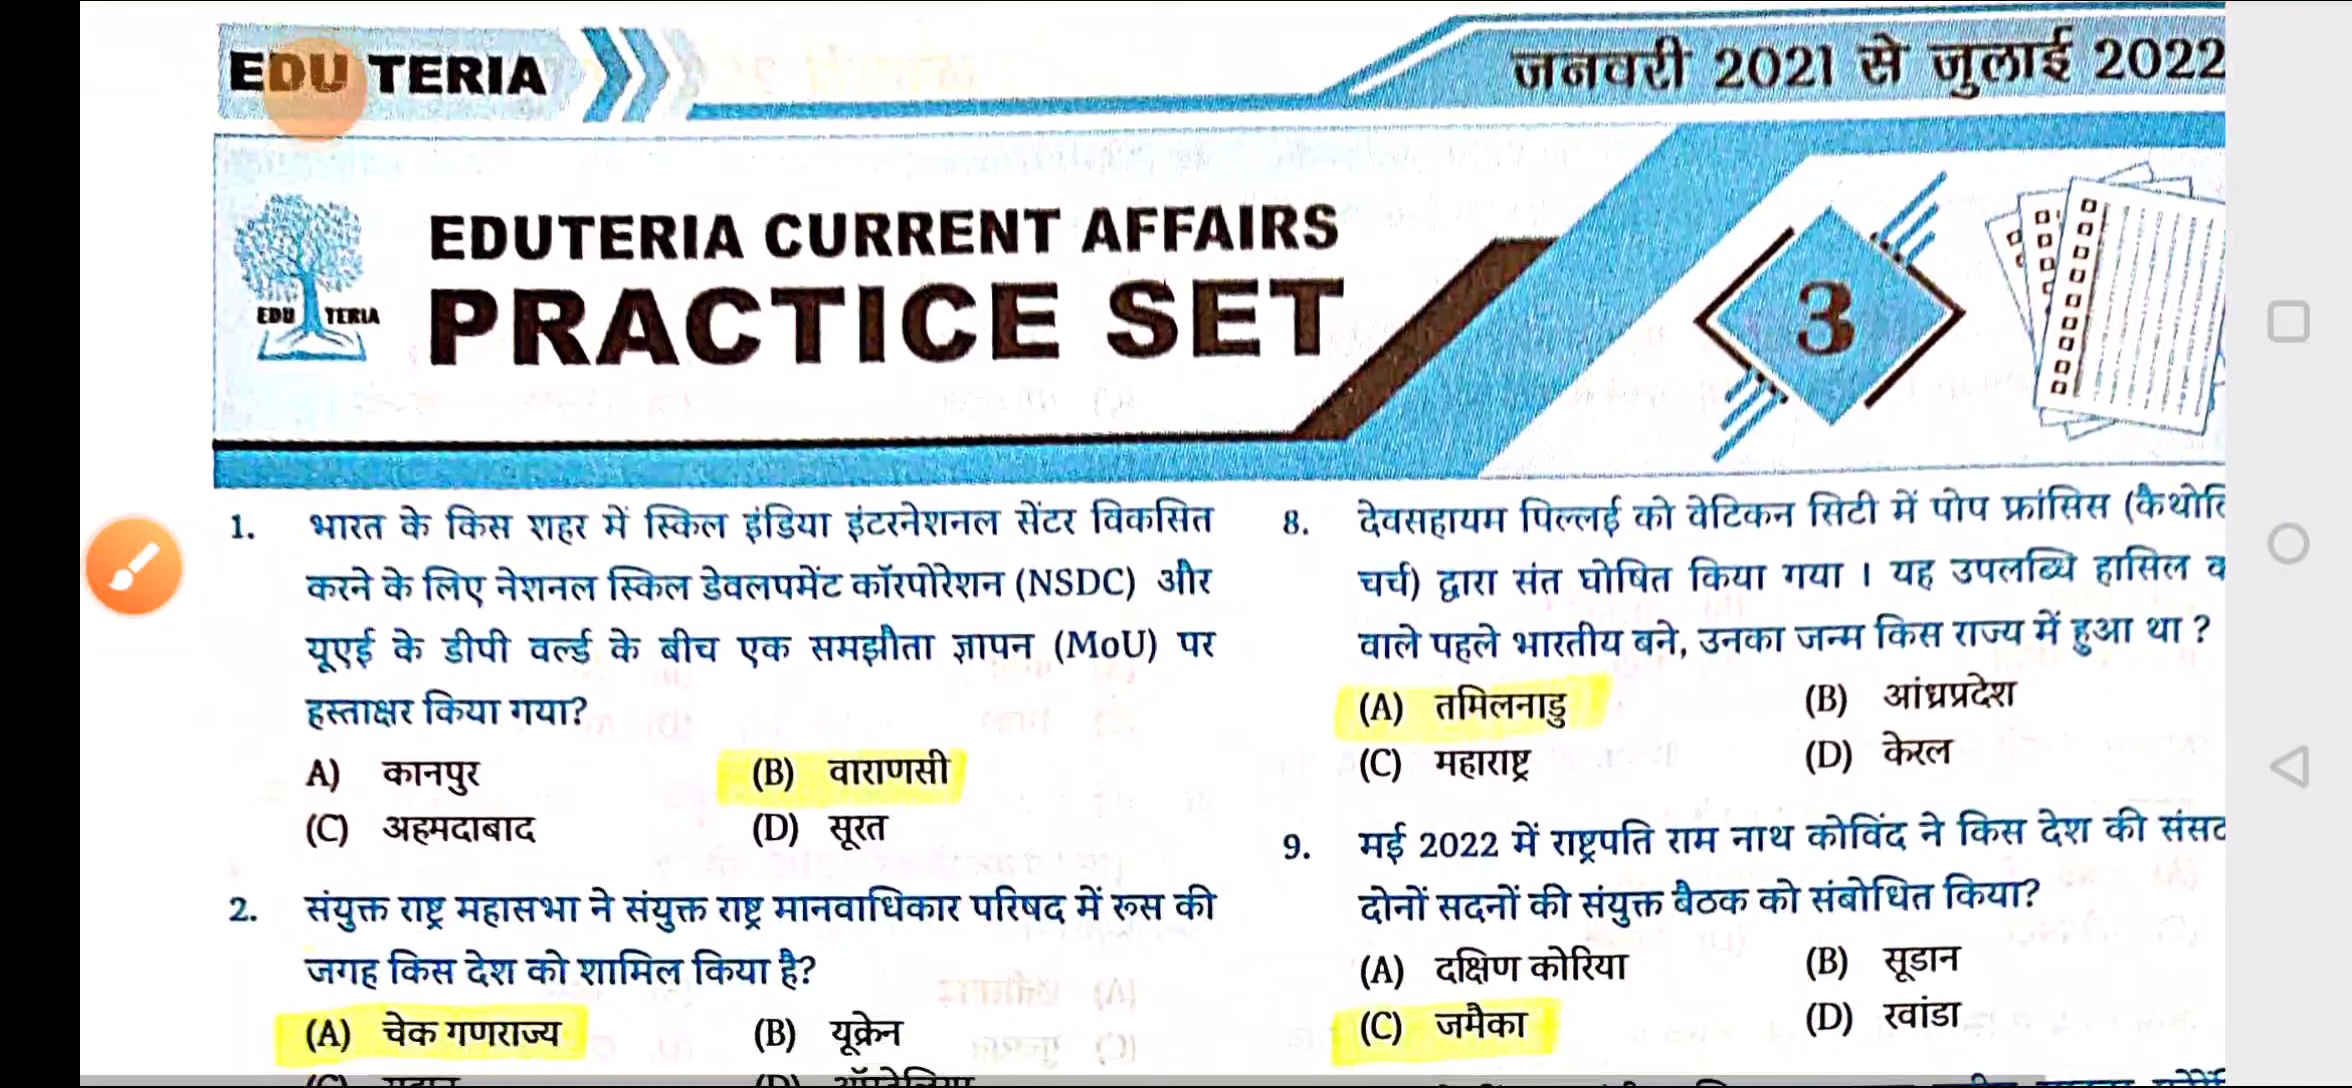 EDU TERIA
जनवरी 2021 से जुलाई 2022
EDU TERIA
EDUTERIA CURRENT AFFAIRS
PRACTICE SET
3
1. भारत के किस शहर में स्किल इंडिया इंटरनेशनल सेंटर विकसित
करने के लिए नेशनल स्किल डेवलपमेंट कॉरपोरेशन (NSDC) और
यूएई के डीपी वर्ल्ड के बीच एक समझौता ज्ञापन (MoU) पर
हस्ताक्षर किया गया?
A) कानपुर (B) वाराणसी
(C) अहमदाबाद (D) सूरत
2. संयुक्त राष्ट्र महासभा ने संयुक्त राष्ट्र मानवाधिकार परिषद में रूस की
जगह किस देश को शामिल किया है?
(A) चेक गणराज्य (B) यूक्रेन
8. देवसहायम पिल्लई को वेटिकन सिटी में पोप फ्रांसिस
चर्च) द्वारा संत घोषित किया गया । यह उपलब्धि हासिल
वाले पहले भारतीय बने, उनका जन्म किस राज्य में हुआ था ?
(A) तमिलनाडु (B) आंध्रप्रदेश
(C) महाराष्ट्र (D) केरल
9. मई 2022 में राष्ट्रपति राम नाथ कोविंद ने किस देश की
दोनों सदनों की संयुक्त बैठक को संबोधित किया?
(A) दक्षिण कोरिया (B) सूडान
(C) जमैका (D) रवांडा